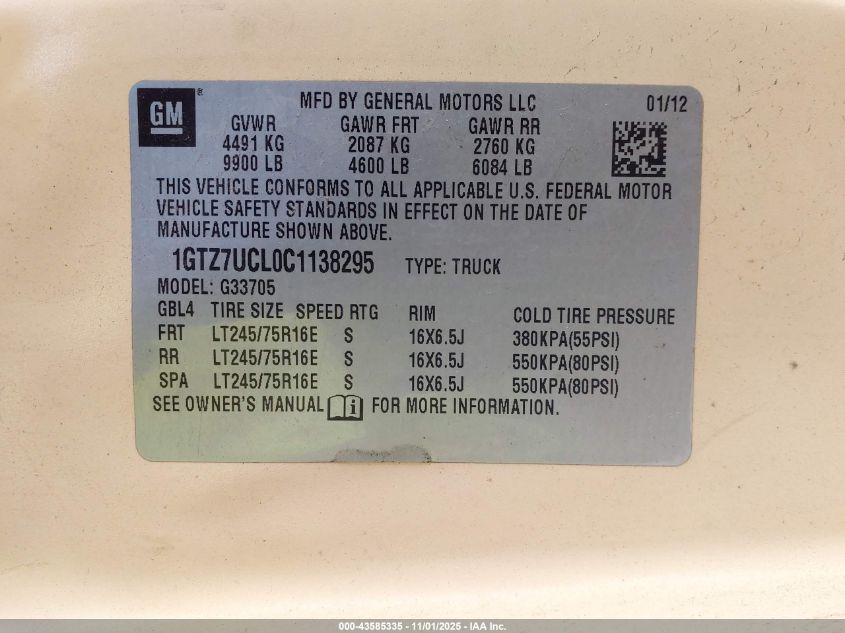 GM ® MFD BY GENERAL MOTORS LLC 01/12
GVWR GAWR FRT GAWR RR
4491 KG 2087 KG 2760 KG
9900 LB 4600 LB 6084 LB
THIS VEHICLE CONFORMS TO ALL APPLICABLE U.S. FEDERAL MOTOR
VEHICLE SAFETY STANDARDS IN EFFECT ON THE DATE OF
MANUFACTURE SHOWN ABOVE.
1GTZ7UCL0C1138295 TYPE: TRUCK
MODEL: G33705
GBL4 TIRE SIZE SPEED RTG RIM COLD TIRE PRESSURE
FRT LT245/75R16E S 16X6.5J 380KPA(55PSI)
RR LT245/75R16E S 16X6.5J 550KPA(80PSI)
SPA LT245/75R16E S 16X6.5J 550KPA(80PSI)
SEE OWNER'S MANUAL FOR MORE INFORMATION.
000-43585335 - 11/01/2025 - IAA Inc.